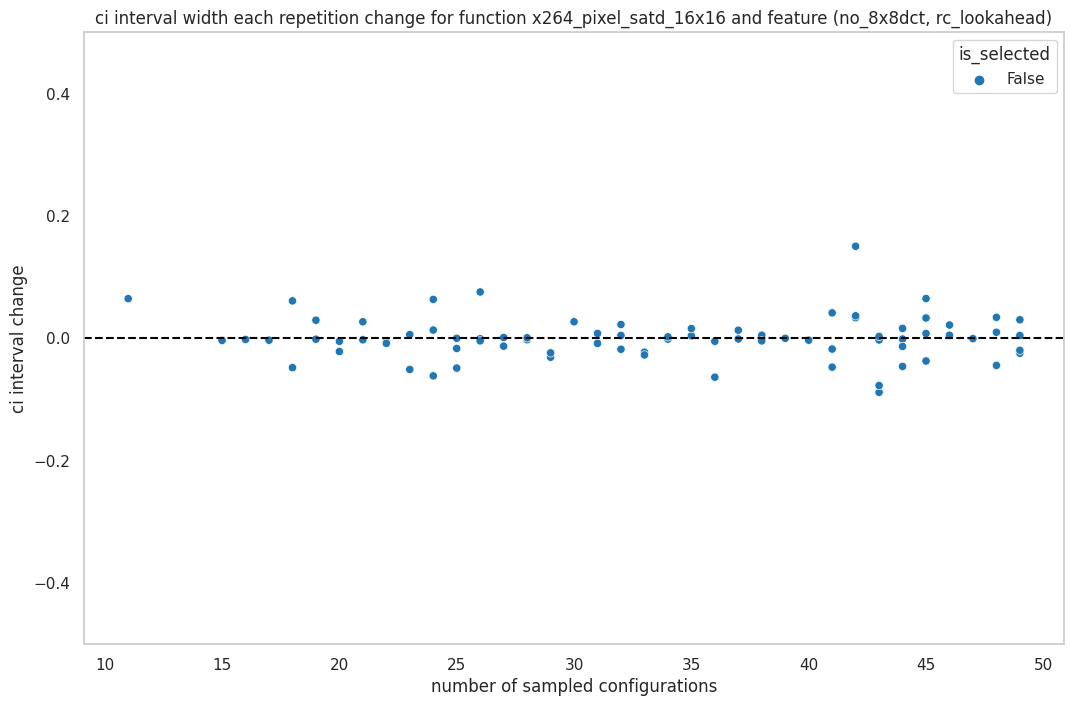 ci interval width each repetition change for function x264_pixel_satd_16x16 and feature (no_8x8dct, rc_lookahead)
is_selected
False
ci interval change
0.4
0.2
0.0
−0.2
−0.4
10 15 20 25 30 35 40 45 50
number of sampled configurations